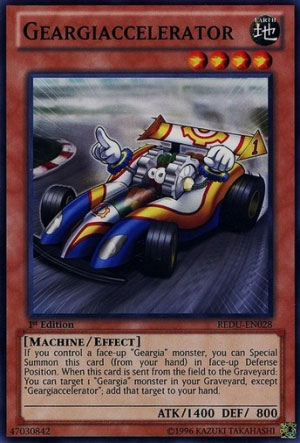 GEARGIACCELERATOR
EARTH
地
1
1st Edition
REDU-EN028
[MACHINE/EFFECT]
If you control a face-up "Geargia" monster, you can Special
Summon this card (from your hand) in face-up Defense
Position. When this card is sent from the field to the Graveyard:
You can target 1 "Geargia" monster in your Graveyard, except
"Geargiaccelerator"; add that target to your hand.
ATK/1400 DEF/ 800
47030842
©1996 KAZUKI TAKAHASHI